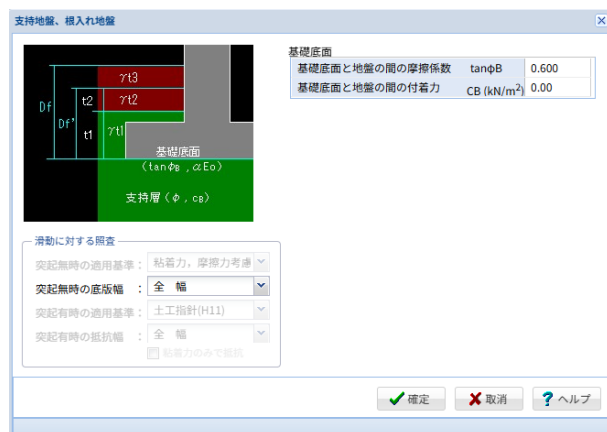 支持地盤、根入れ地盤
基礎底面
基礎底面と地盤の間の摩擦係数 tanφB 0.600
基礎底面と地盤の間の付着力 CB (kN/m²) 0.00
γt3
Df t2 γt2
Df' t1 γt1
基礎底面
(tanφB , αEo)
支持層(φ , cB)
滑動に対する照査
突起無時の適用基準: 粘着力，摩擦力考慮
突起無時の底版幅 : 全 幅
突起有時の適用基準: 土工指針(H11)
突起有時の抵抗幅 : 全 幅
粘着力のみで抵抗
確定 取消 ヘルプ